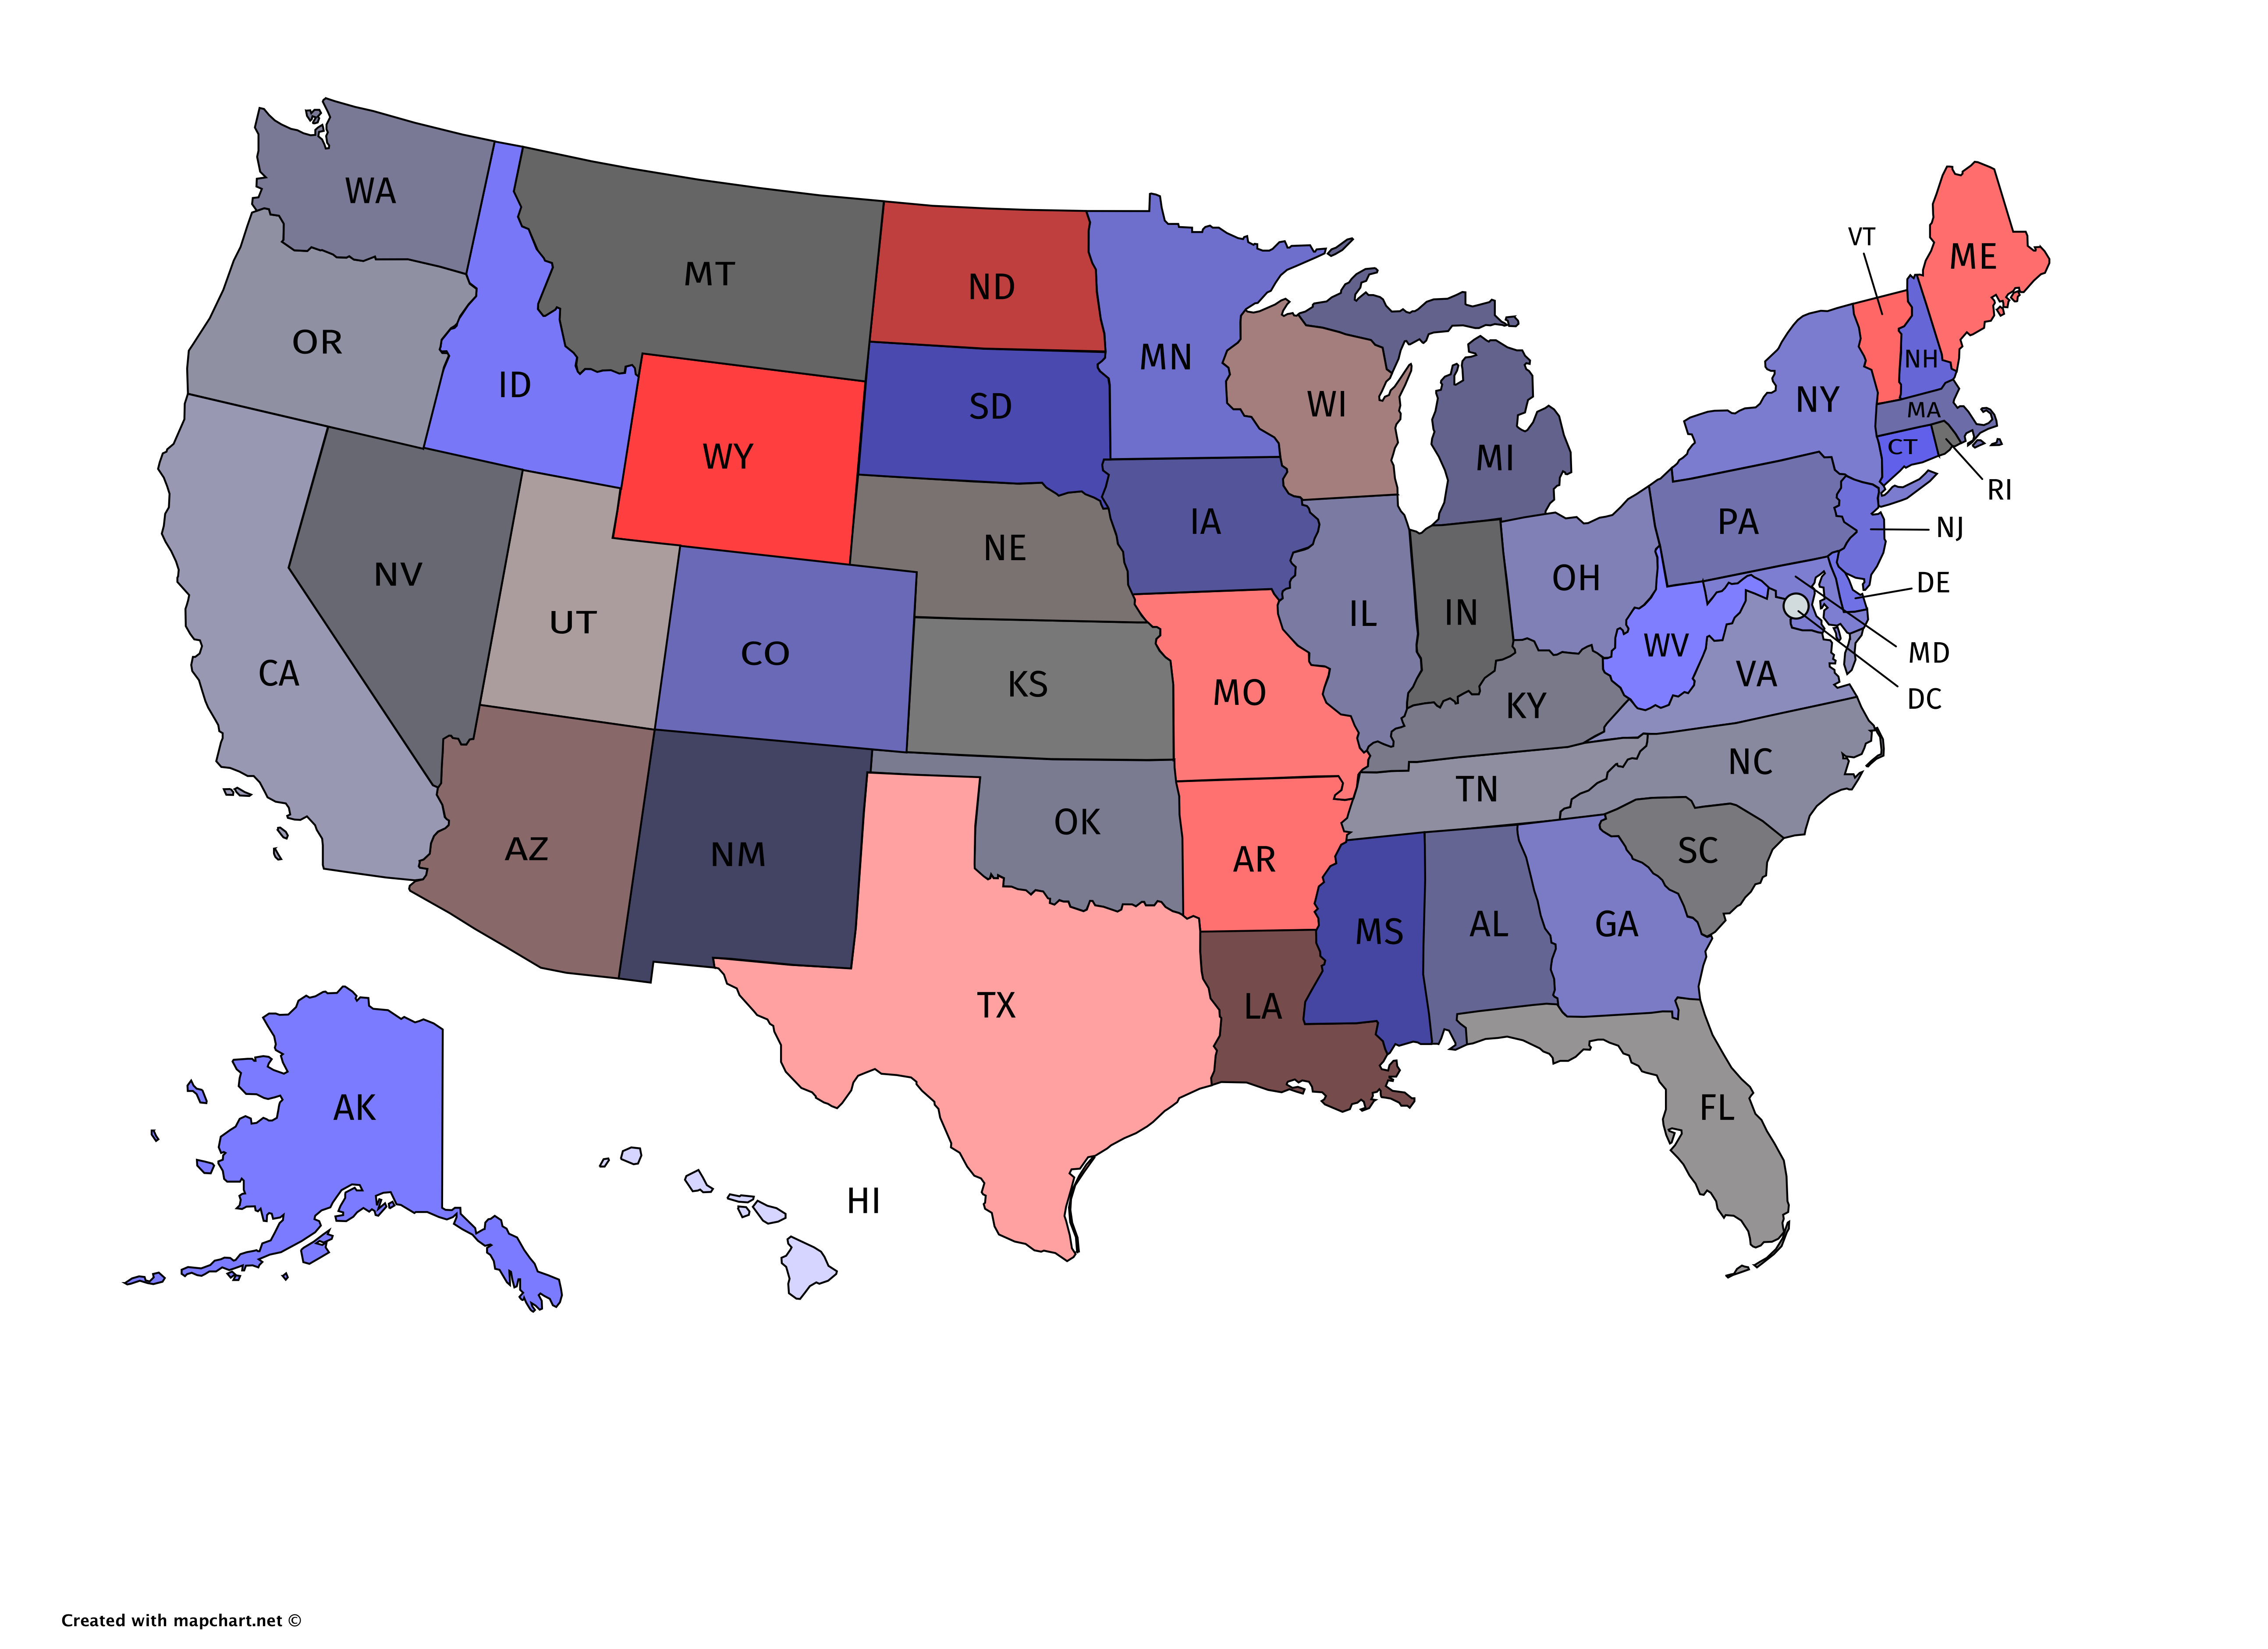 WA
VT
ME
MT
ND
OR
MN
NH
ID
NY
SD
WI
MA
WY
CT
MI
RI
IA
PA
NJ
NE
NV
OH
DE
IL
IN
UT
WV
CO
MD
CA
VA
KS
MO
DC
KY
NC
TN
OK
AZ
NM
AR
SC
MS
AL
GA
TX
LA
AK
FL
HI
Created with mapchart.net ©